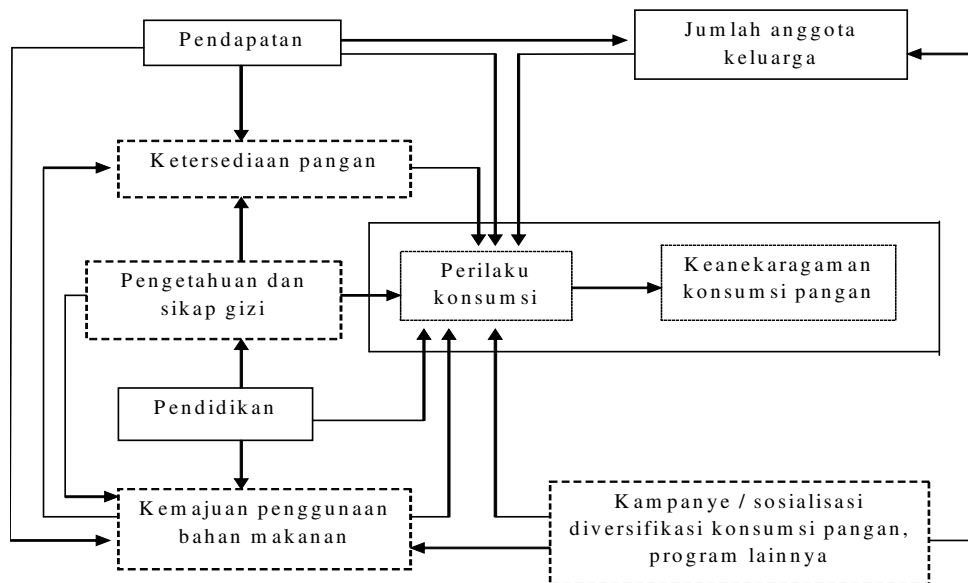 Pendapatan
Jumlah anggota
keluarga
Ketersediaan pangan
Pengetahuan dan
sikap gizi
Perilaku
konsumsi
Keanekaragaman
konsumsi pangan
Pendidikan
Kemajuan penggunaan
bahan makanan
Kampanye / sosialisasi
diversifikasi konsumsi pangan,
program lainnya